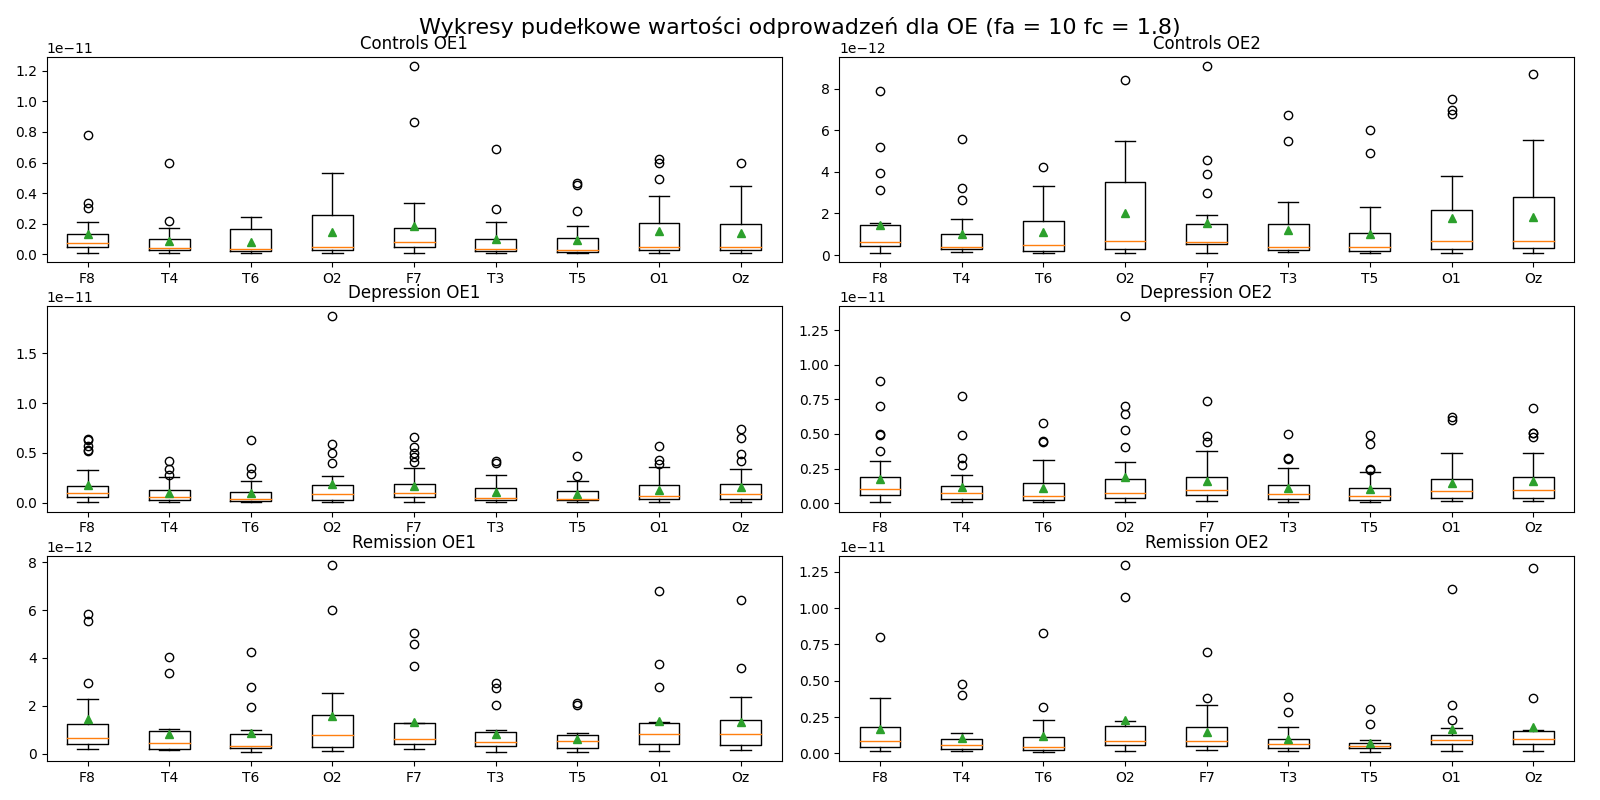 Wykresy pudełkowe wartości odprowadzeń dla OE (fa = 10 fc = 1.8)
Controls OE1
1e−11
1.2
1.0
0.8
0.6
0.4
0.2
0.0
F8 T4 T6 O2 F7 T3 T5 O1 Oz
Controls OE2
1e−12
8
6
4
2
0
F8 T4 T6 O2 F7 T3 T5 O1 Oz
Depression OE1
1e−11
1.5
1.0
0.5
0.0
F8 T4 T6 O2 F7 T3 T5 O1 Oz
Depression OE2
1e−11
1.25
1.00
0.75
0.50
0.25
0.00
F8 T4 T6 O2 F7 T3 T5 O1 Oz
Remission OE1
1e−12
8
6
4
2
0
F8 T4 T6 O2 F7 T3 T5 O1 Oz
Remission OE2
1e−11
1.25
1.00
0.75
0.50
0.25
0.00
F8 T4 T6 O2 F7 T3 T5 O1 Oz